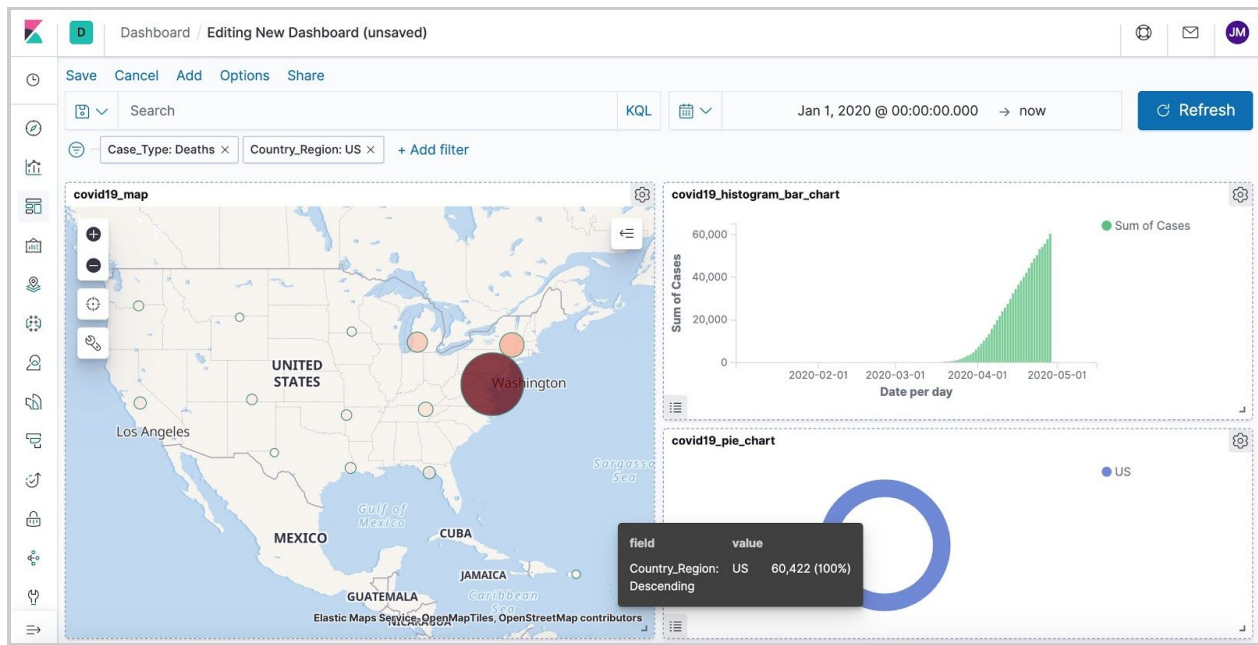 D
Dashboard / Editing New Dashboard (unsaved)
JM
Save Cancel Add Options Share
Search
KQL
Jan 1, 2020 @ 00:00:00.000 → now
Refresh
Case_Type: Deaths ×
Country_Region: US ×
+ Add filter
covid19_map
UNITED
STATES
Washington
Los Angeles
Sargasso
Sea
Gulf of
Mexico
MEXICO
CUBA
JAMAICA
Caribbean
Sea
GUATEMALA
NICARAGUA
Elastic Maps Service, OpenMapTiles, OpenStreetMap contributors
covid19_histogram_bar_chart
Sum of Cases
60,000
40,000
20,000
0
Sum of Cases
2020-02-01 2020-03-01 2020-04-01 2020-05-01
Date per day
covid19_pie_chart
US
field value
Country_Region: US 60,422 (100%)
Descending